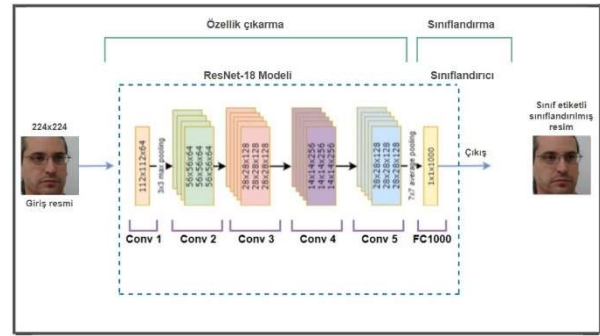 Özellik çıkarma
Sınıflandırma
ResNet-18 Modeli
Sınıflandırıcı
224x224
Giriş resmi
112x112x64
3x3 max pooling
56x56x64
56x56x64
56x56x64
28x28x128
28x28x128
28x28x128
14x14x256
14x14x256
14x14x256
28x28x128
28x28x128
28x28x128
7x7 average pooling
1x1x1000
Çıkış
Sınıf etiketli
sınıflandırılmış
resim
Conv 1
Conv 2
Conv 3
Conv 4
Conv 5
FC1000